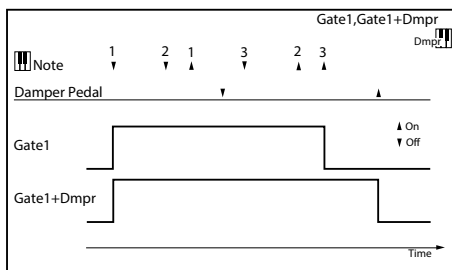 Gate1,Gate1+Dmpr
Dmpr
1 2 1 3 2 3
Note
Damper Pedal
On
Off
Gate1
Gate1+Dmpr
Time